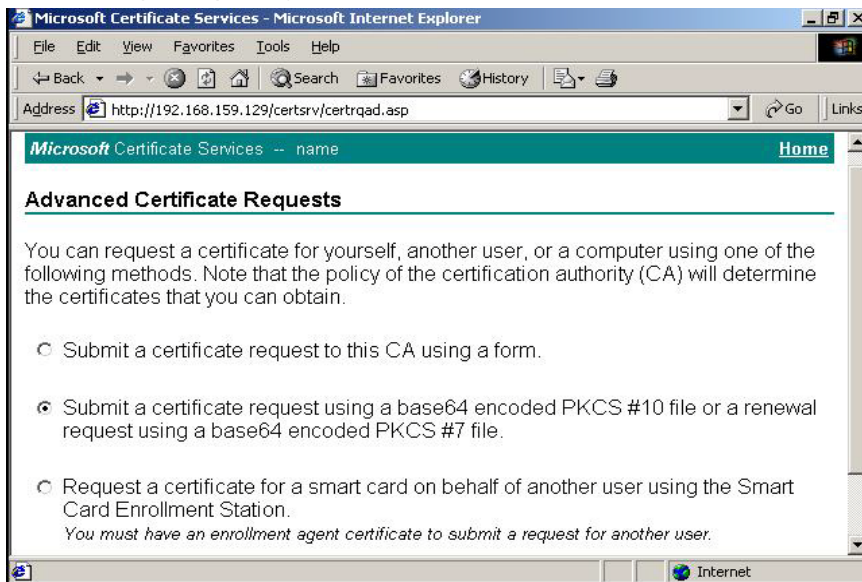 Microsoft Certificate Services - Microsoft Internet Explorer
File Edit View Favorites Tools Help
Back Search Favorites History
Address http://192.168.159.129/certsrv/certrqad.asp Go Links
Microsoft Certificate Services -- name Home
Advanced Certificate Requests
You can request a certificate for yourself, another user, or a computer using one of the
following methods. Note that the policy of the certification authority (CA) will determine
the certificates that you can obtain.
Submit a certificate request to this CA using a form.
Submit a certificate request using a base64 encoded PKCS #10 file or a renewal
request using a base64 encoded PKCS #7 file.
Request a certificate for a smart card on behalf of another user using the Smart
Card Enrollment Station.
You must have an enrollment agent certificate to submit a request for another user.
Internet